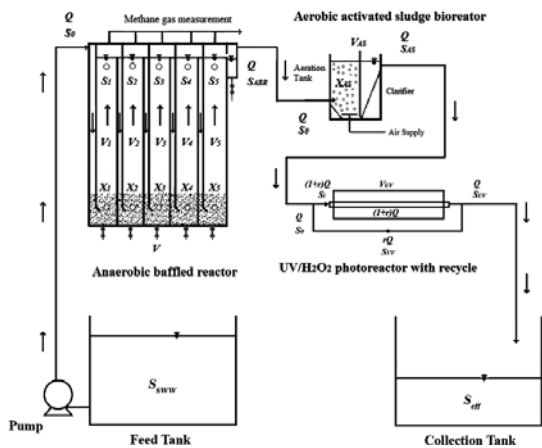 Aerobic activated sludge bioreactor
Methane gas measurement
Q
S0
Q
SABR
S1 S2 S3 S4 S5
V1 V2 V3 V4 V5
X1 X2 X3 X4 X5
V
Anaerobic baffled reactor
VAS
Q
SAS
Aeration
Tank
XAS
Clarifier
Q
S0
Air Supply
(1+r)Q
Si
VUV
(1+r)Q
Q
SUV
Q
S0
rQ
SUV
UV/H2O2 photoreactor with recycle
SSWW
Pump
Feed Tank
Seff
Collection Tank